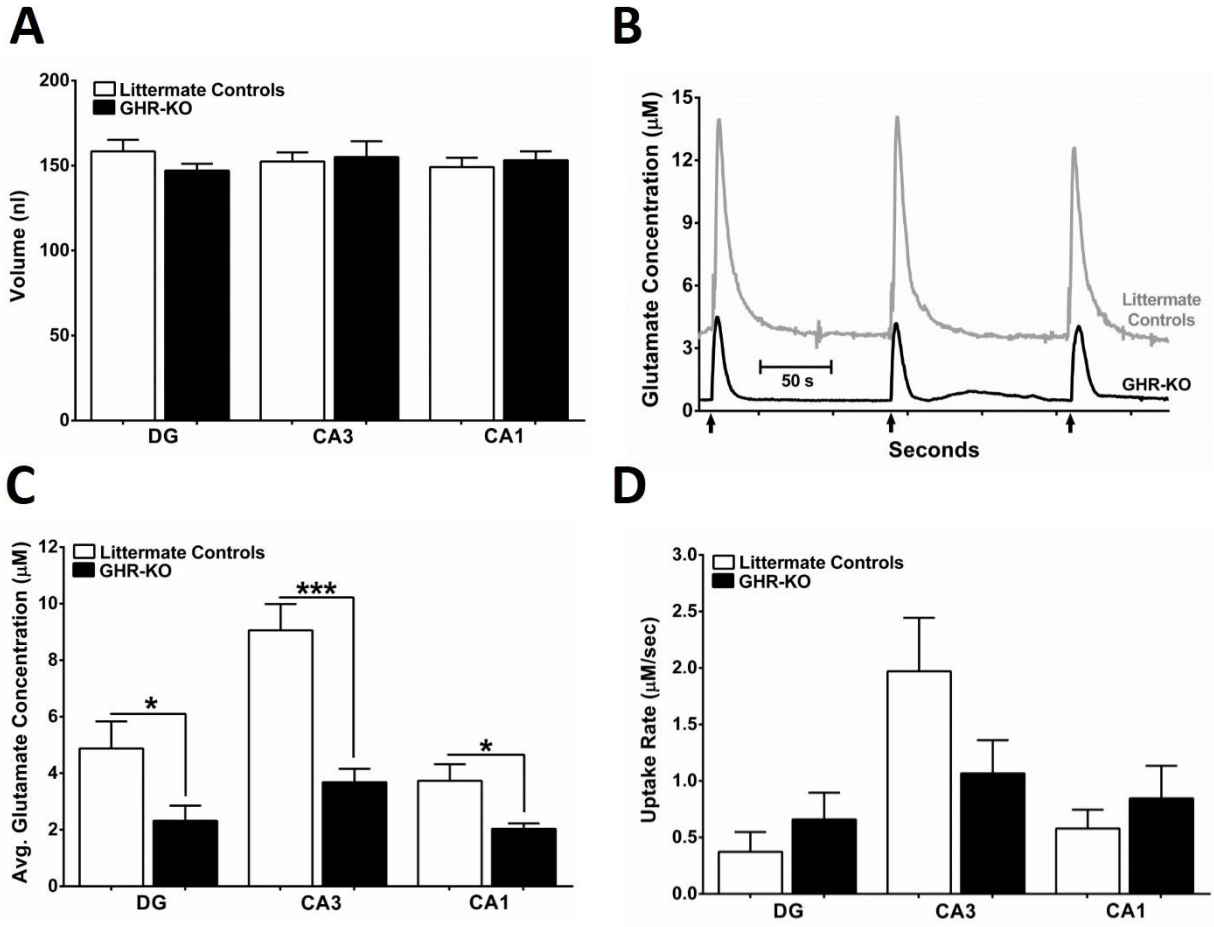 A
Littermate Controls
GHR-KO
Volume (nl)
200
150
100
50
0
DG CA3 CA1
B
Glutamate Concentration (μM)
15
12
9
6
3
0
Littermate
Controls
50 s
GHR-KO
Seconds
C
Littermate Controls
GHR-KO
Avg. Glutamate Concentration (μM)
12
10
8
6
4
2
0
*
***
*
DG CA3 CA1
D
Littermate Controls
GHR-KO
Uptake Rate (μM/sec)
3.0
2.5
2.0
1.5
1.0
0.5
0.0
DG CA3 CA1